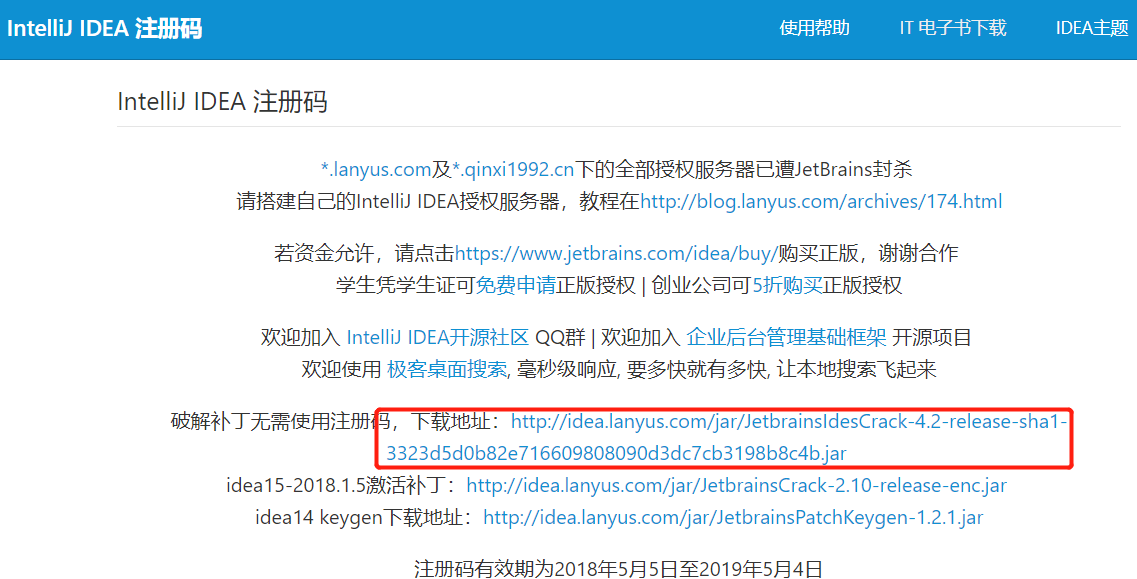 IntelliJ IDEA 注册码 使用帮助 IT 电子书下载 IDEA主题
IntelliJ IDEA 注册码
*.lanyus.com及*.qinxi1992.cn下的全部授权服务器已遭JetBrains封杀
请搭建自己的IntelliJ IDEA授权服务器，教程在http://blog.lanyus.com/archives/174.html
若资金允许，请点击https://www.jetbrains.com/idea/buy/购买正版，谢谢合作
学生凭学生证可免费申请正版授权 | 创业公司可5折购买正版授权
欢迎加入 IntelliJ IDEA开源社区 QQ群 | 欢迎加入 企业后台管理基础框架 开源项目
欢迎使用 极客桌面搜索, 毫秒级响应, 要多快就有多快, 让本地搜索飞起来
破解补丁无需使用注册码，下载地址：http://idea.lanyus.com/jar/JetbrainsIdesCrack-4.2-release-sha1-
3323d5d0b82e716609808090d3dc7cb3198b8c4b.jar
idea15-2018.1.5激活补丁：http://idea.lanyus.com/jar/JetbrainsCrack-2.10-release-enc.jar
idea14 keygen下载地址：http://idea.lanyus.com/jar/JetbrainsPatchKeygen-1.2.1.jar
注册码有效期为2018年5月5日至2019年5月4日